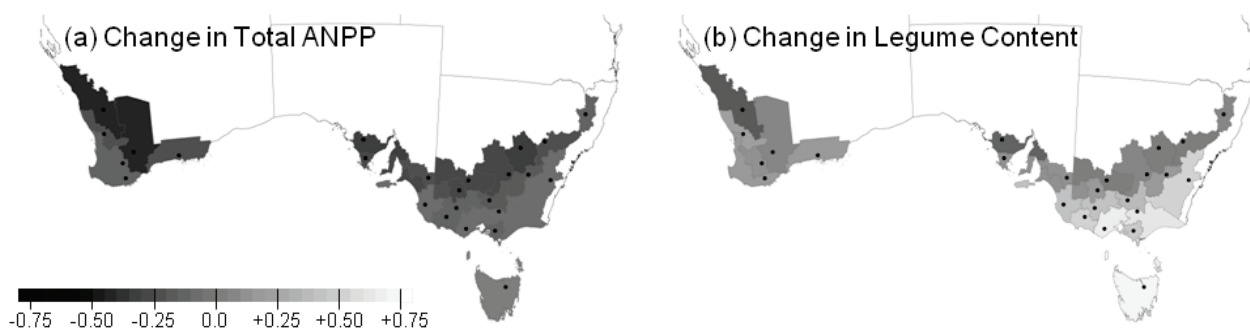 (a) Change in Total ANPP
(b) Change in Legume Content
-0.75 -0.50 -0.25 0.0 +0.25 +0.50 +0.75